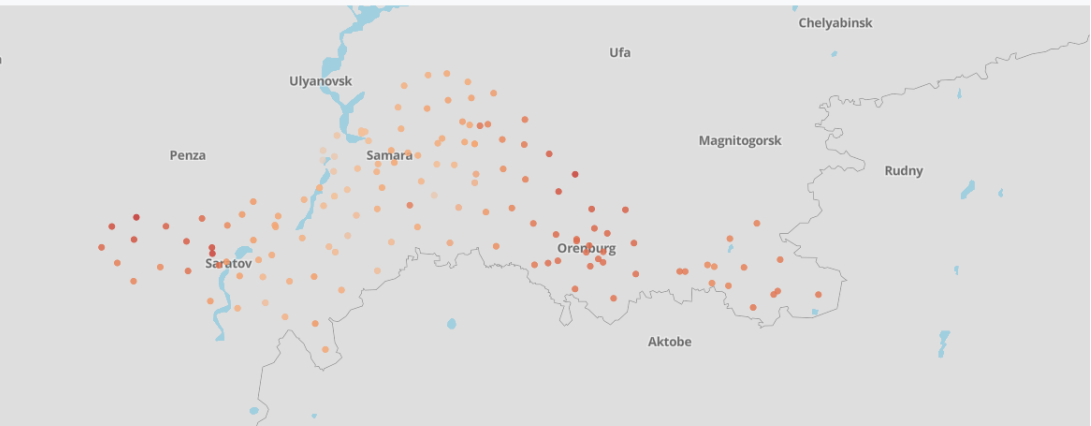 Chelyabinsk
Ufa
Ulyanovsk
Magnitogorsk
Penza
Samara
Rudny
Orenburg
Saratov
Aktobe